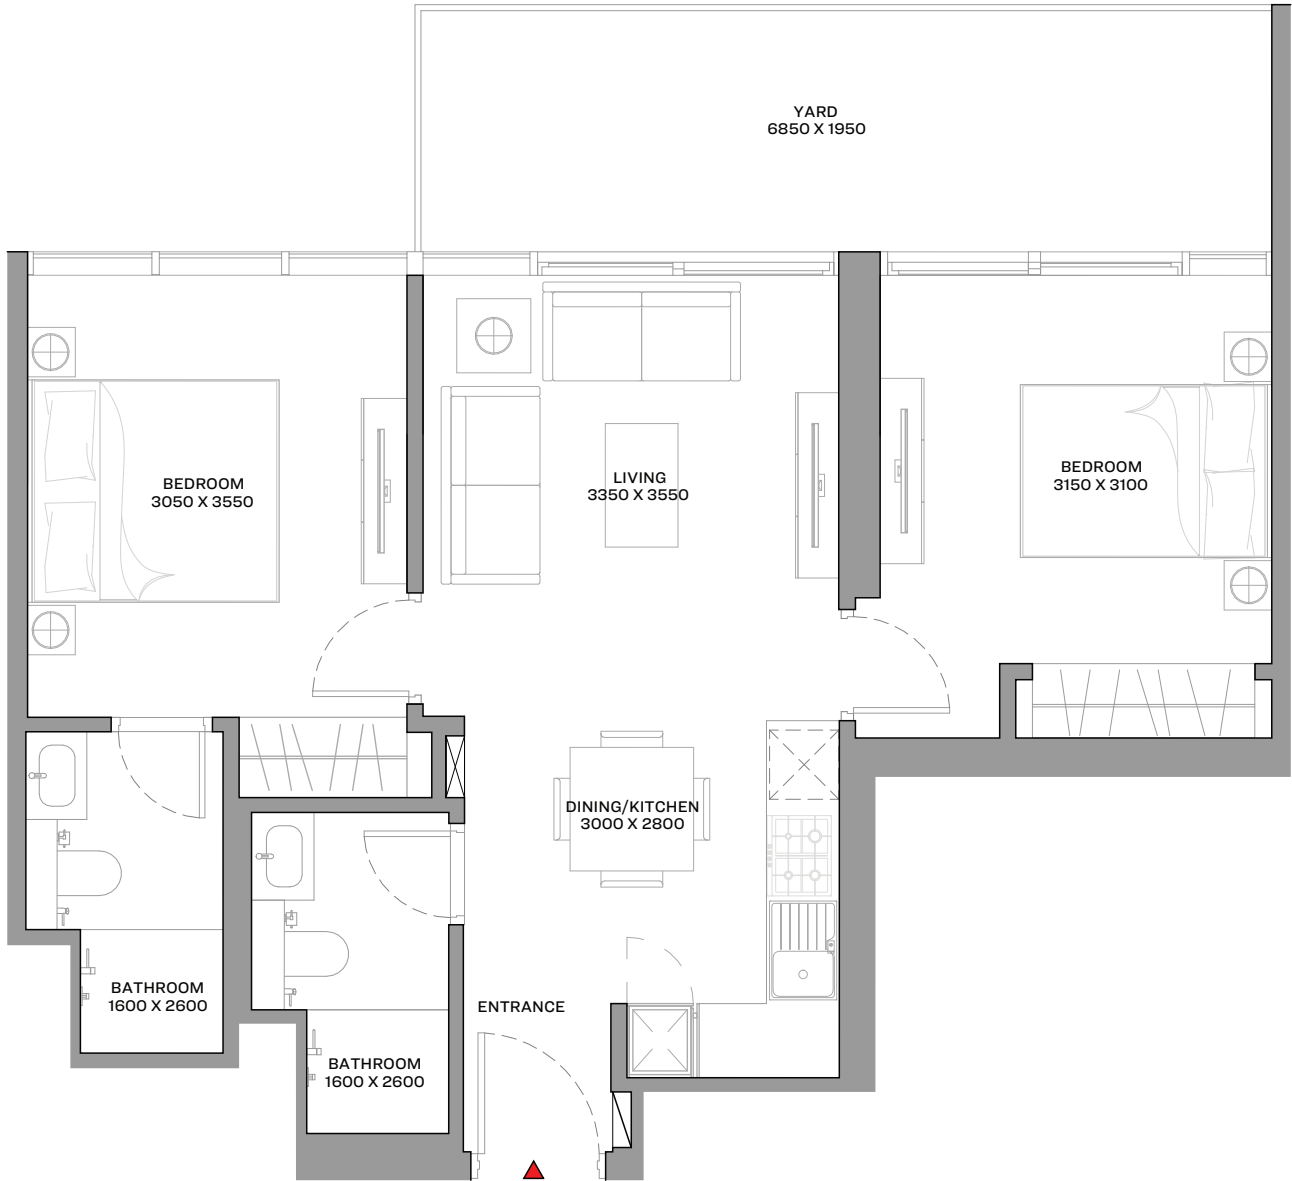 YARD
6850 X 1950
BEDROOM
3050 X 3550
LIVING
3350 X 3550
BEDROOM
3150 X 3100
DINING/KITCHEN
3000 X 2800
BATHROOM
1600 X 2600
ENTRANCE
BATHROOM
1600 X 2600